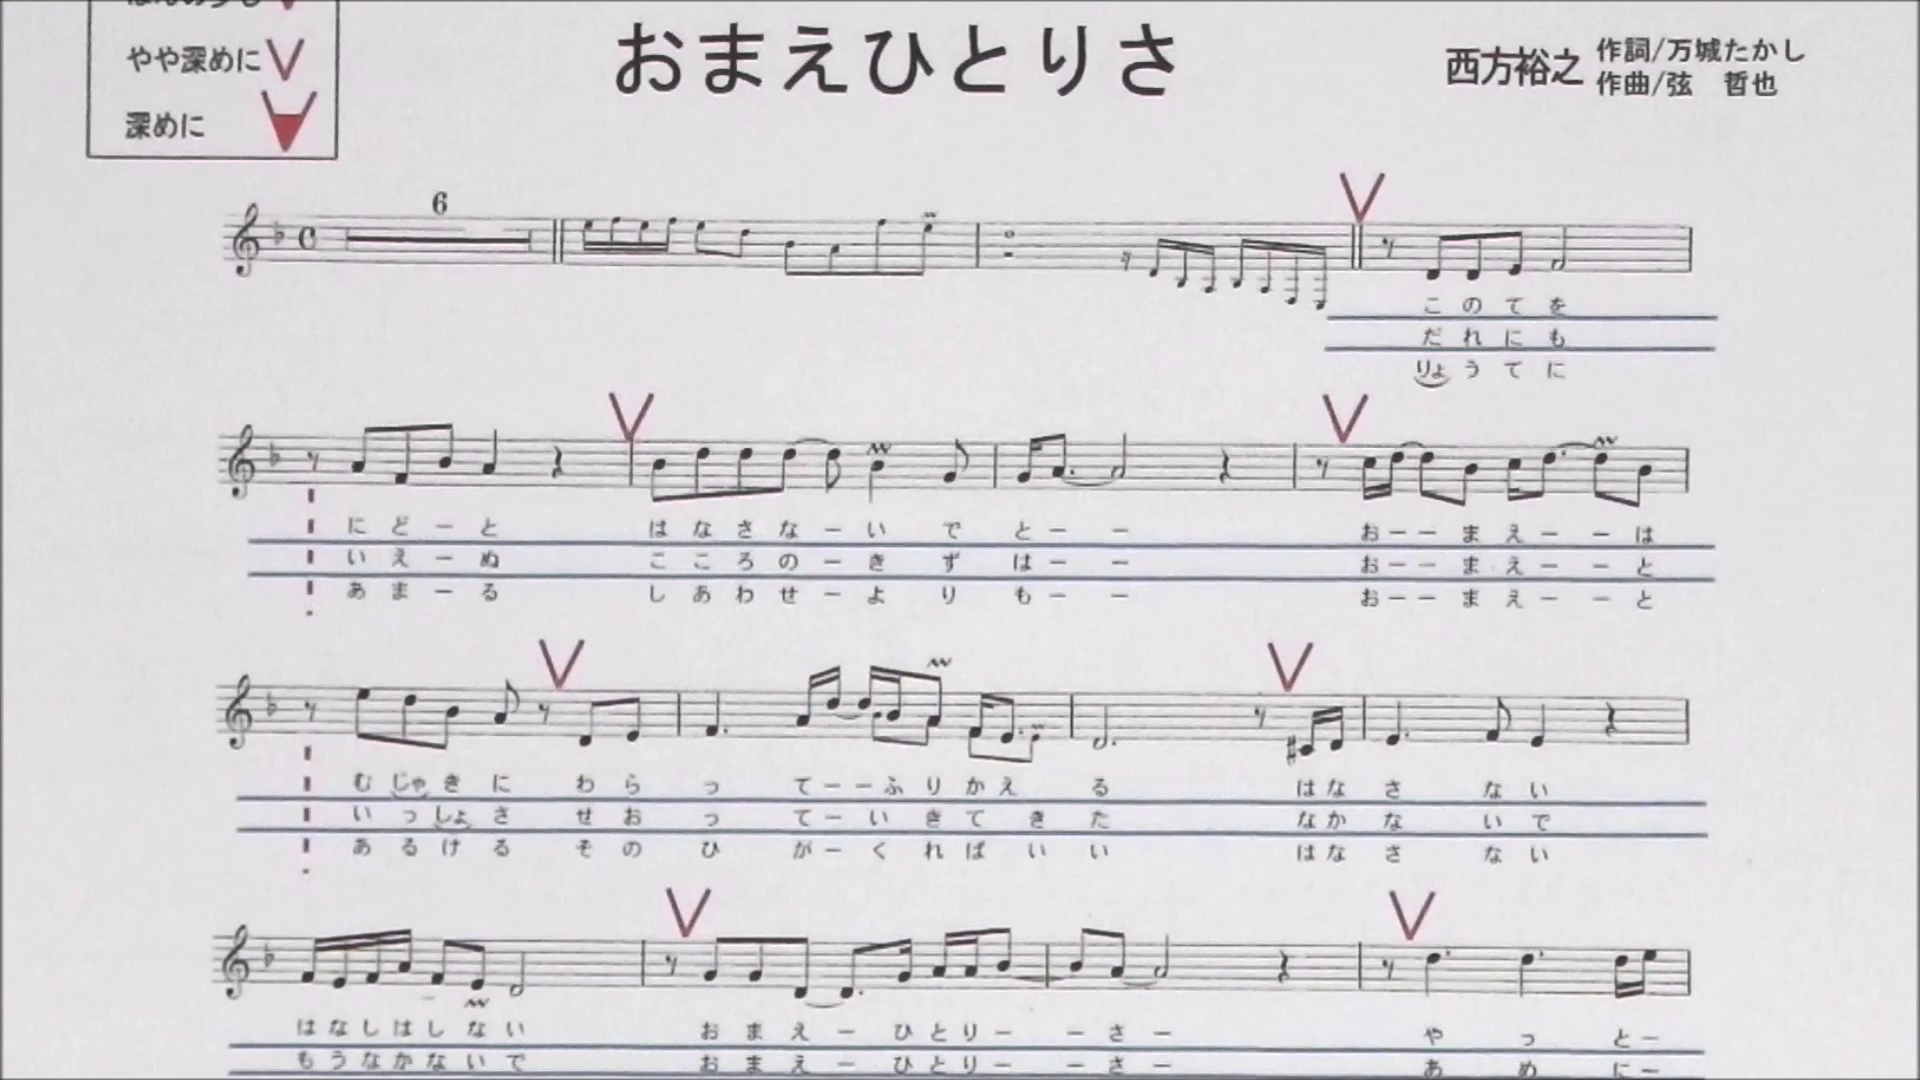 やや深めに
深めに
おまえひとりさ
西方裕之 作詞/万城たかし
作曲/弦 哲也
6
このてを
だれにも
りょうてに
にどーと はなさなーいでとーー おーーまえーーは
いえーぬ こころのーきずはーー おーーまえーーと
あまーる しあわせーよりもーー おーーまえーーと
むじゃきに わらって ーーふりかえる はなさない
いっしょさ せおって ーいきてきた なかないで
あるける そのひが ーくればいい はなさない
はなしはしない おまえーひとりーーさー やっとー
もうなかないで おまえーひとりーーさー あめにー